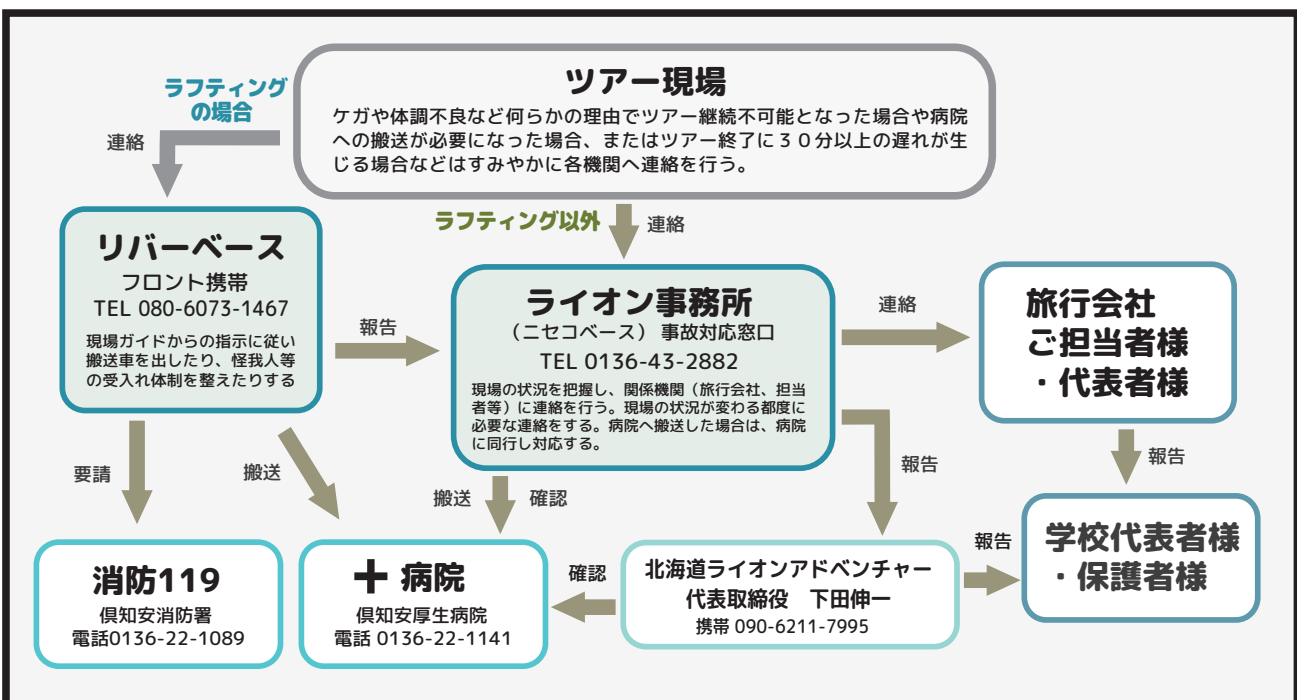 ツアー現場
ケガや体調不良など何らかの理由でツアー継続不可能となった場合や病院
への搬送が必要になった場合、またはツアー終了に３０分以上の遅れが生
じる場合などはすみやかに各機関へ連絡を行う。
ラフティング
の場合
連絡
ラフティング以外
連絡
リバーベース
フロント携帯
TEL 080-6073-1467
現場ガイドからの指示に従い
搬送車を出したり、怪我人等
の受入れ体制を整えたりする
報告
ライオン事務所
（ニセコベース） 事故対応窓口
TEL 0136-43-2882
現場の状況を把握し、関係機関（旅行会社、担当
者等）に連絡を行う。現場の状況が変わる都度に
必要な連絡をする。病院へ搬送した場合は、病院
に同行し対応する。
連絡
旅行会社
ご担当者様
・代表者様
要請
搬送
搬送
確認
報告
報告
消防119
倶知安消防署
電話0136-22-1089
病院
倶知安厚生病院
電話 0136-22-1141
確認
北海道ライオンアドベンチャー
代表取締役 下田伸一
携帯 090-6211-7995
報告
学校代表者様
・保護者様